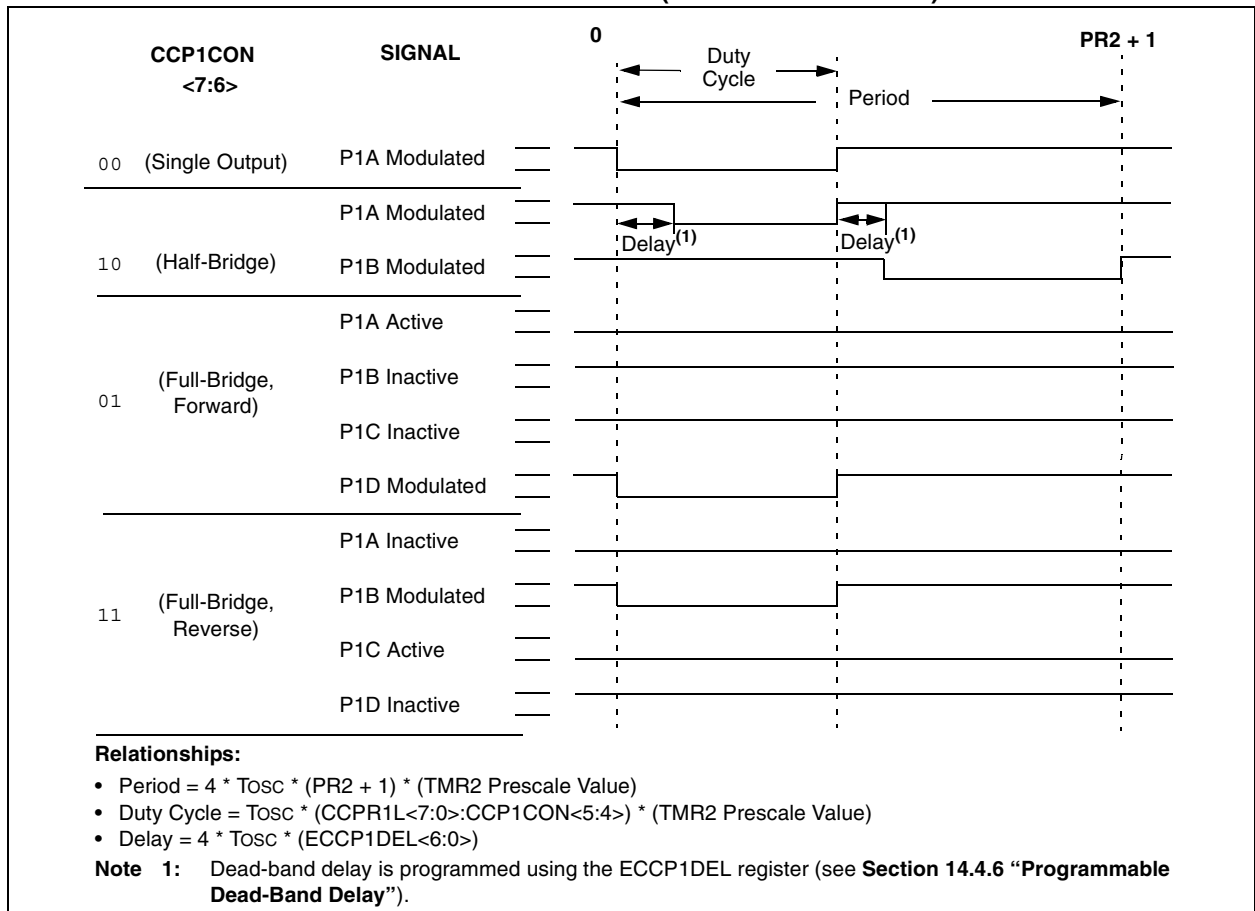 0
PR2 + 1
CCP1CON
<7:6>
SIGNAL
Duty
Cycle
Period
00 (Single Output) P1A Modulated
P1A Modulated
Delay(1)
Delay(1)
10 (Half-Bridge) P1B Modulated
P1A Active
P1B Inactive
01 (Full-Bridge,
Forward)
P1C Inactive
P1D Modulated
P1A Inactive
P1B Modulated
11 (Full-Bridge,
Reverse)
P1C Active
P1D Inactive
Relationships:
• Period = 4 * TOSC * (PR2 + 1) * (TMR2 Prescale Value)
• Duty Cycle = TOSC * (CCPR1L<7:0>:CCP1CON<5:4>) * (TMR2 Prescale Value)
• Delay = 4 * TOSC * (ECCP1DEL<6:0>)
Note 1: Dead-band delay is programmed using the ECCP1DEL register (see Section 14.4.6 “Programmable
Dead-Band Delay”).